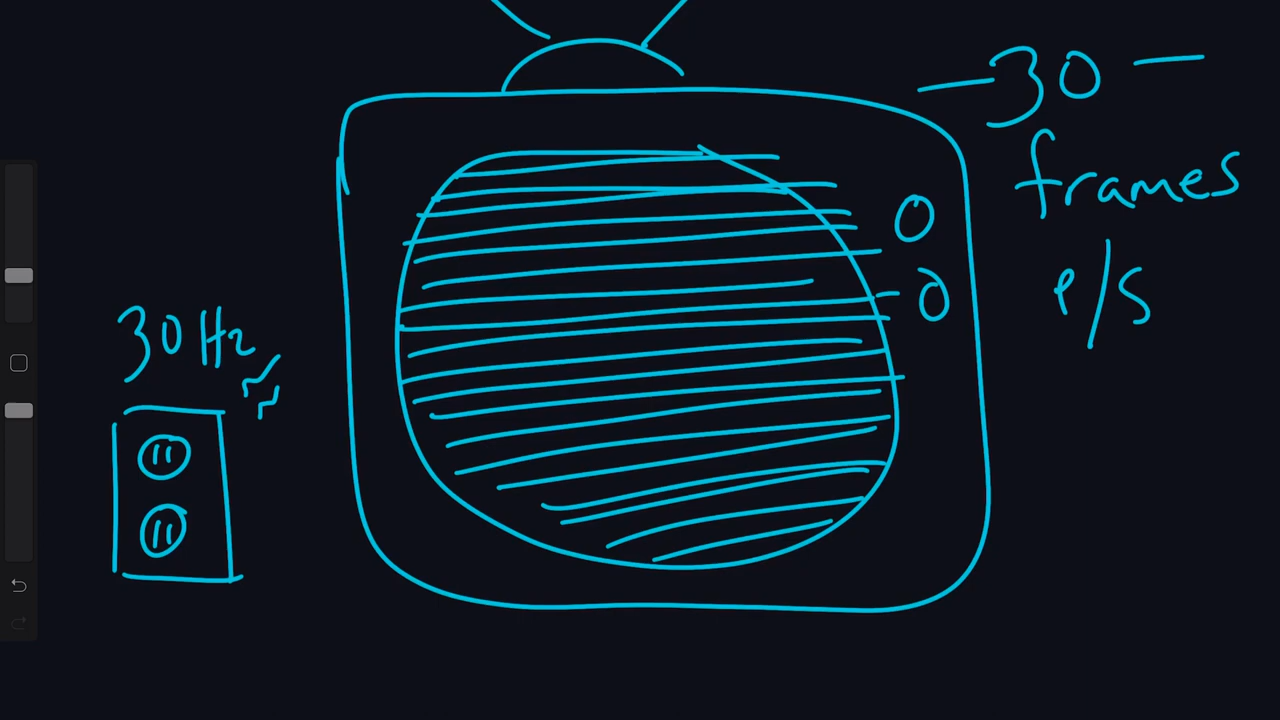 — 30 —
frames
p/s
30 Hz